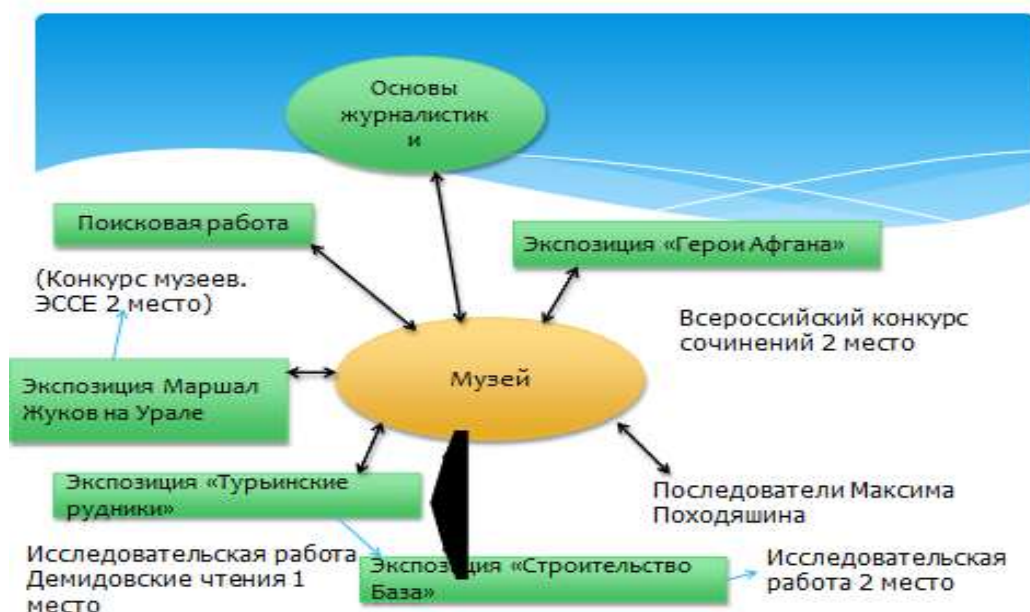 Основы
журналистик
и
Поисковая работа
Экспозиция «Герои Афгана»
(Конкурс музеев.
ЭССЕ 2 место)
Всероссийский конкурс
сочинений 2 место
Музей
Экспозиция Маршал
Жуков на Урале
Экспозиция «Турьинские
рудники»
Последователи Максима
Походяшина
Исследовательская работа
Демидовские чтения 1
место
Экспозиция «Строительство
База»
Исследовательская
работа 2 место